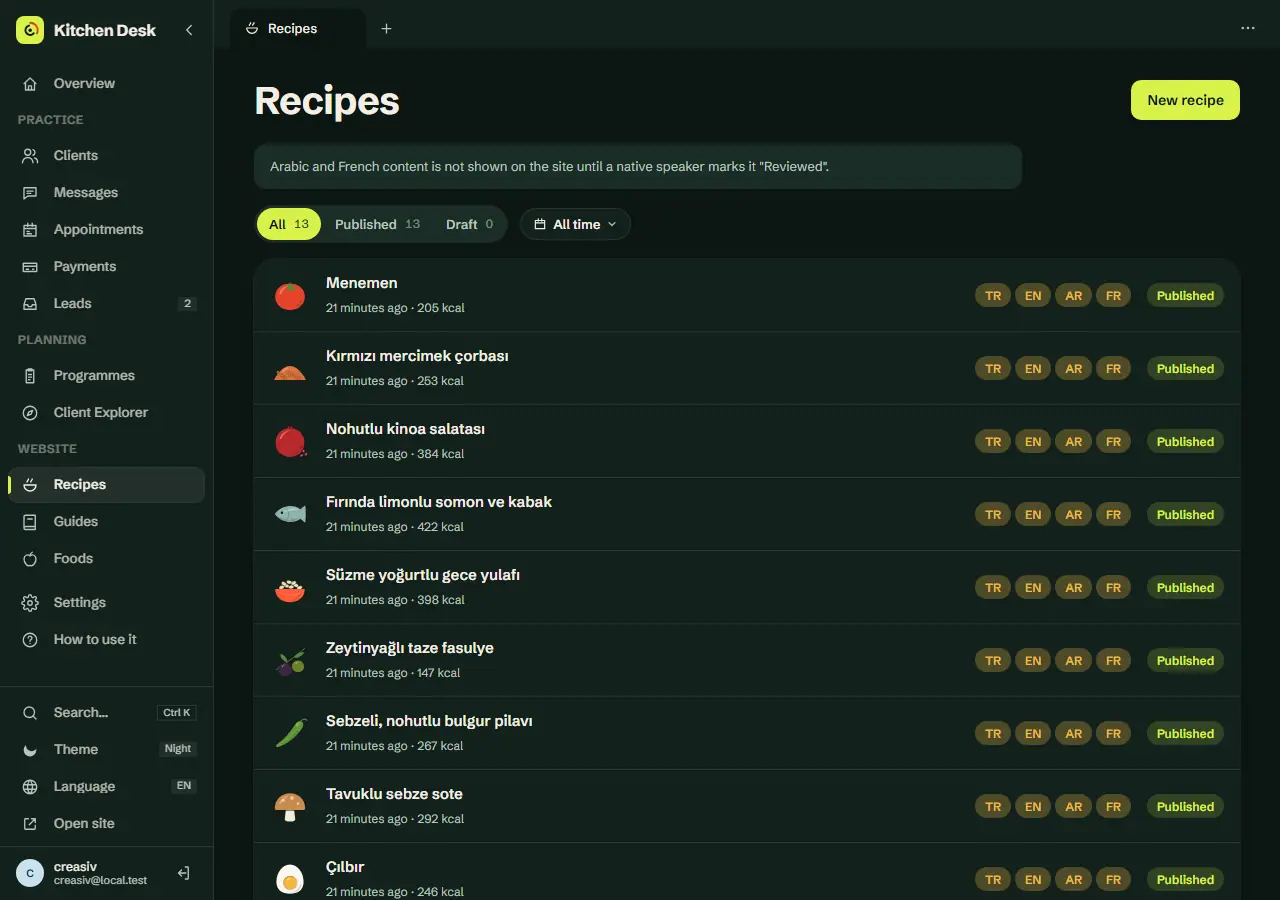 Kitchen Desk
Overview
PRACTICE
Clients
Messages
Appointments
Payments
Leads 2
PLANNING
Programmes
Client Explorer
WEBSITE
Recipes
Guides
Foods
Settings
How to use it
Search... Ctrl K
Theme Night
Language EN
Open site
C
creasiv
creasiv@local.test
Recipes
Recipes
New recipe
Arabic and French content is not shown on the site until a native speaker marks it "Reviewed".
All 13 Published 13 Draft 0 All time
Menemen
21 minutes ago · 205 kcal
TR EN AR FR Published
Kırmızı mercimek çorbası
21 minutes ago · 253 kcal
TR EN AR FR Published
Nohutlu kinoa salatası
21 minutes ago · 384 kcal
TR EN AR FR Published
Fırında limonlu somon ve kabak
21 minutes ago · 422 kcal
TR EN AR FR Published
Süzme yoğurtlu gece yulafı
21 minutes ago · 398 kcal
TR EN AR FR Published
Zeytinyağlı taze fasulye
21 minutes ago · 147 kcal
TR EN AR FR Published
Sebzeli, nohutlu bulgur pilavı
21 minutes ago · 267 kcal
TR EN AR FR Published
Tavuklu sebze sote
21 minutes ago · 292 kcal
TR EN AR FR Published
Çılbır
21 minutes ago · 246 kcal
TR EN AR FR Published